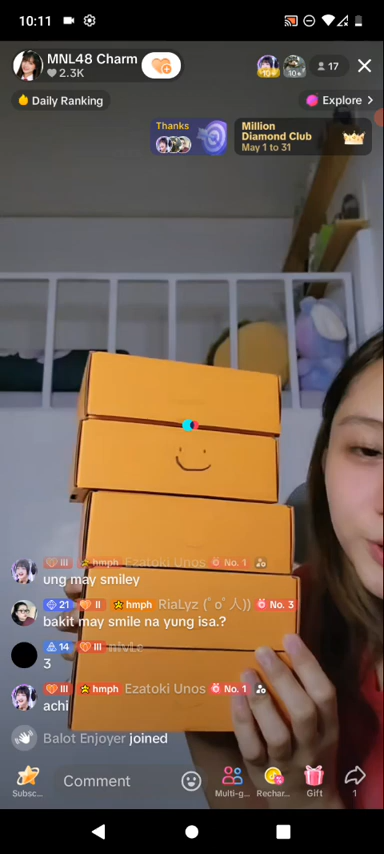 10:11
MNL48 Charm
2.3K
17
Daily Ranking
Explore
Thanks
Million
Diamond Club
May 1 to 31
10+
III hmph Ezatoki Unos No. 1
ung may smiley
21 II hmph RiaLyz (ﾟoﾟ人)) No. 3
bakit may smile na yung isa.?
14 III
3
III hmph Ezatoki Unos No. 1
achi
Balot Enjoyer joined
Subsc...
Comment
Multi-g...
Rechar...
Gift
1